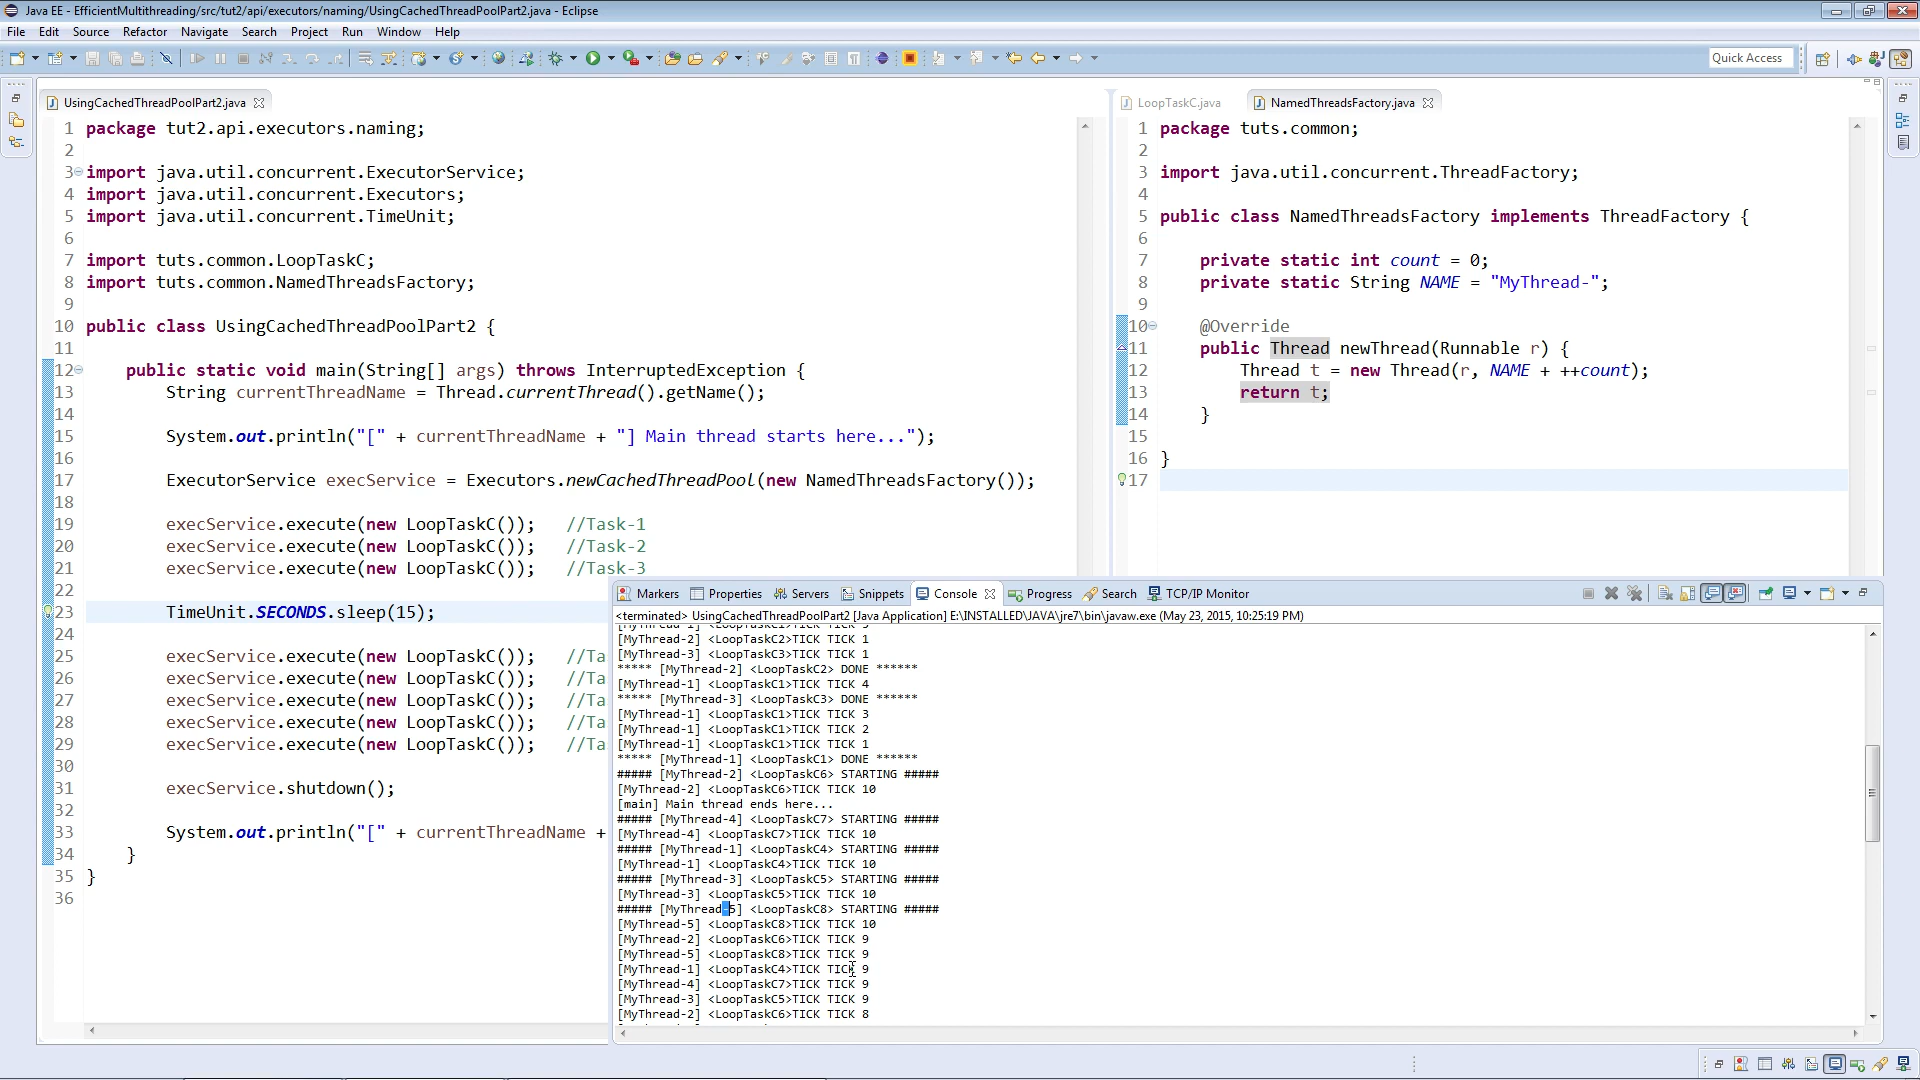 Java EE - EfficientMultithreading/src/tut2/api/executors/naming/UsingCachedThreadPoolPart2.java - Eclipse
File Edit Source Refactor Navigate Search Project Run Window Help
Quick Access
UsingCachedThreadPoolPart2.java
1 package tut2.api.executors.naming;
2
3 import java.util.concurrent.ExecutorService;
4 import java.util.concurrent.Executors;
5 import java.util.concurrent.TimeUnit;
6
7 import tuts.common.LoopTaskC;
8 import tuts.common.NamedThreadsFactory;
9
10 public class UsingCachedThreadPoolPart2 {
11
12 public static void main(String[] args) throws InterruptedException {
13 String currentThreadName = Thread.currentThread().getName();
14
15 System.out.println("[" + currentThreadName + "] Main thread starts here...");
16
17 ExecutorService execService = Executors.newCachedThreadPool(new NamedThreadsFactory());
18
19 execService.execute(new LoopTaskC()); //Task-1
20 execService.execute(new LoopTaskC()); //Task-2
21 execService.execute(new LoopTaskC()); //Task-3
22
23 TimeUnit.SECONDS.sleep(15);
24
25 execService.execute(new LoopTaskC()); //Ta
26 execService.execute(new LoopTaskC()); //Ta
27 execService.execute(new LoopTaskC()); //Ta
28 execService.execute(new LoopTaskC()); //Ta
29 execService.execute(new LoopTaskC()); //Ta
30
31 execService.shutdown();
32
33 System.out.println("[" + currentThreadName +
34 }
35 }
36
LoopTaskC.java NamedThreadsFactory.java
1 package tuts.common;
2
3 import java.util.concurrent.ThreadFactory;
4
5 public class NamedThreadsFactory implements ThreadFactory {
6
7 private static int count = 0;
8 private static String NAME = "MyThread-";
9
10 @Override
11 public Thread newThread(Runnable r) {
12 Thread t = new Thread(r, NAME + ++count);
13 return t;
14 }
15
16 }
17
Markers Properties Servers Snippets Console Progress Search TCP/IP Monitor
<terminated> UsingCachedThreadPoolPart2 [Java Application] E:\INSTALLED\JAVA\jre7\bin\javaw.exe (May 23, 2015, 10:25:19 PM)
[MyThread-2] <LoopTaskC2>TICK TICK 1
[MyThread-3] <LoopTaskC3>TICK TICK 1
***** [MyThread-2] <LoopTaskC2> DONE ******
[MyThread-1] <LoopTaskC1>TICK TICK 4
***** [MyThread-3] <LoopTaskC3> DONE ******
[MyThread-1] <LoopTaskC1>TICK TICK 3
[MyThread-1] <LoopTaskC1>TICK TICK 2
[MyThread-1] <LoopTaskC1>TICK TICK 1
***** [MyThread-1] <LoopTaskC1> DONE ******
##### [MyThread-2] <LoopTaskC6> STARTING #####
[MyThread-2] <LoopTaskC6>TICK TICK 10
[main] Main thread ends here...
##### [MyThread-4] <LoopTaskC7> STARTING #####
[MyThread-4] <LoopTaskC7>TICK TICK 10
##### [MyThread-1] <LoopTaskC4> STARTING #####
[MyThread-1] <LoopTaskC4>TICK TICK 10
##### [MyThread-3] <LoopTaskC5> STARTING #####
[MyThread-3] <LoopTaskC5>TICK TICK 10
##### [MyThread-5] <LoopTaskC8> STARTING #####
[MyThread-5] <LoopTaskC8>TICK TICK 10
[MyThread-2] <LoopTaskC6>TICK TICK 9
[MyThread-5] <LoopTaskC8>TICK TICK 9
[MyThread-1] <LoopTaskC4>TICK TICK 9
[MyThread-4] <LoopTaskC7>TICK TICK 9
[MyThread-3] <LoopTaskC5>TICK TICK 9
[MyThread-2] <LoopTaskC6>TICK TICK 8